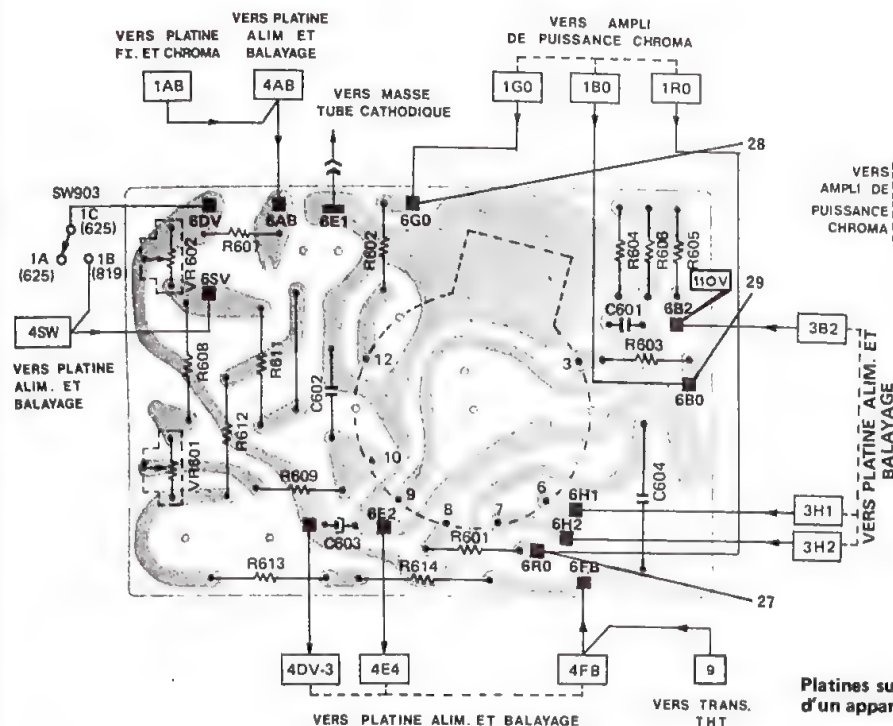 VERS PLATINE
FI. ET CHROMA
VERS PLATINE
ALIM ET
BALAYAGE
VERS AMPLI
DE PUISSANCE CHROMA
1AB
4AB
VERS MASSE
TUBE CATHODIQUE
1G0
1B0
1R0
28
VERS
AMPLI DE
PUISSANCE
CHROMA
SW903
1C
(625)
1A
(625)
1B
(819)
6DV
6AB
6E1
6G0
R607
VR602
R602
R604
R606
R605
110V
29
6SV
4SW
C601
6B2
3B2
R603
VERS PLATINE
ALIM. ET
BALAYAGE
R608
R611
C602
12
3
6B0
VERS PLATINE ALIM. ET
BALAYAGE
R612
VR601
10
R609
9
8
7
6
6H1
C604
3H1
6E2
C603
R601
6H2
3H2
6R0
6FB
R613
R614
27
4DV-3
4E4
4FB
9
VERS PLATINE ALIM. ET BALAYAGE
VERS TRANS.
THT
Platines su
d'un appar